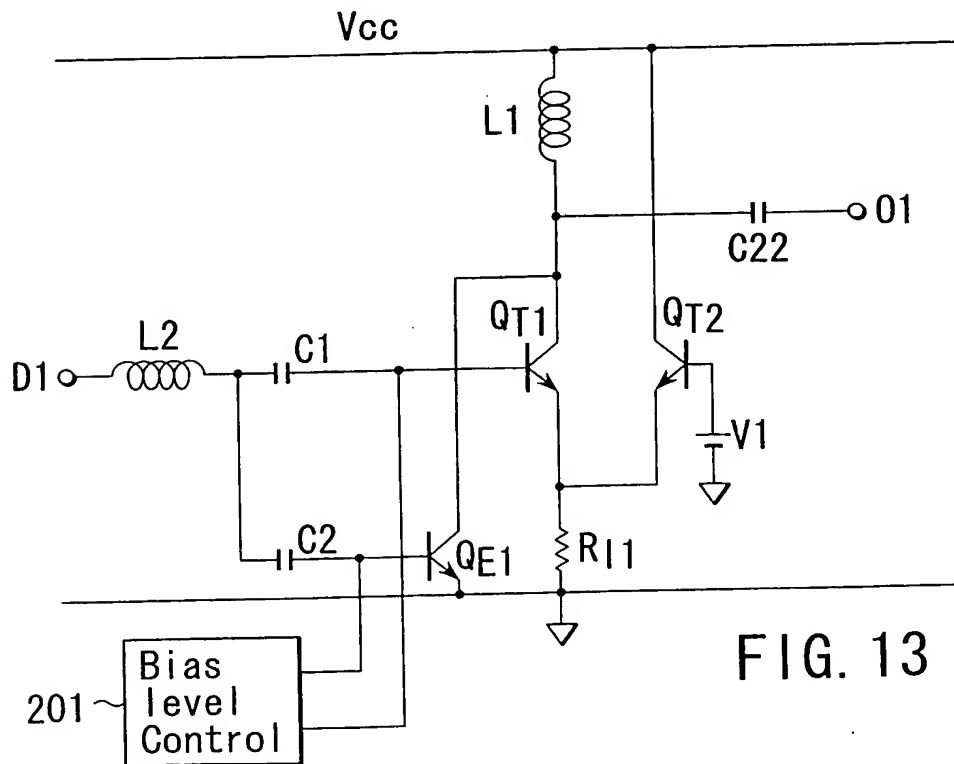 Vcc
L1
O1
C22
QT1
QT2
L2
C1
D1
V1
C2
QE1
RI1
FIG. 13
201
Bias
level
Control